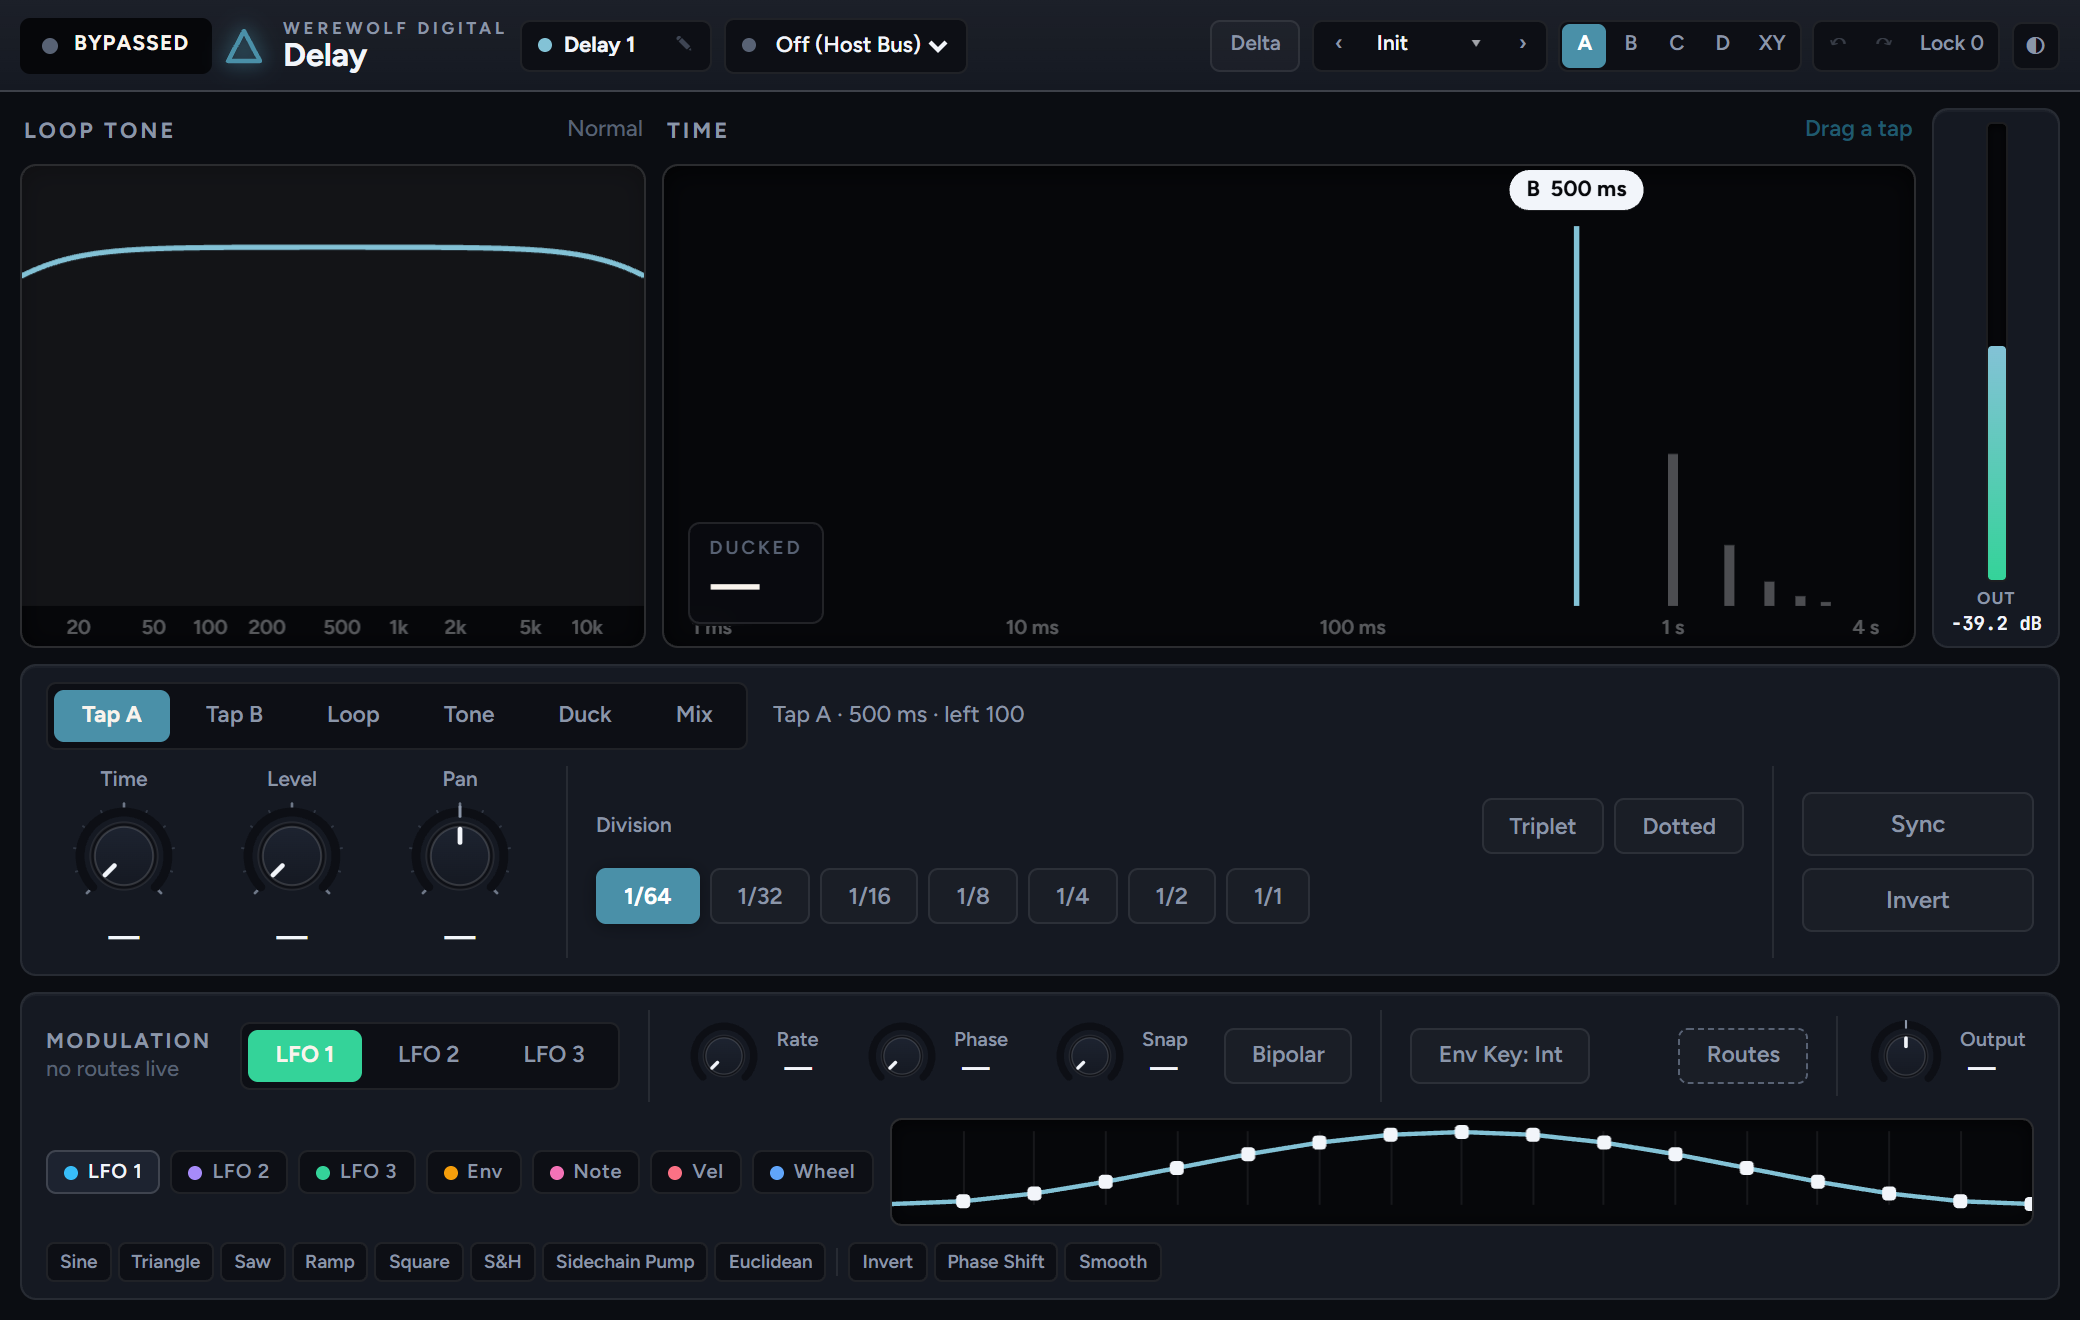 BYPASSED
WEREWOLF DIGITAL
Delay
Delay 1
Off (Host Bus)
Delta
‹ Init ›
A B C D XY
Lock 0
LOOP TONE
Normal
TIME
Drag a tap
B 500 ms
DUCKED
—
20 50 100 200 500 1k 2k 5k 10k
1 ms 10 ms 100 ms 1 s 4 s
OUT
-39.2 dB
Tap A Tap B Loop Tone Duck Mix
Tap A · 500 ms · left 100
Time Level Pan
— — —
Division
Triplet Dotted
1/64 1/32 1/16 1/8 1/4 1/2 1/1
Sync
Invert
MODULATION
no routes live
LFO 1 LFO 2 LFO 3
Rate —
Phase —
Snap —
Bipolar
Env Key: Int
Routes
Output —
LFO 1 LFO 2 LFO 3 Env Note Vel Wheel
Sine Triangle Saw Ramp Square S&H Sidechain Pump Euclidean Invert Phase Shift Smooth